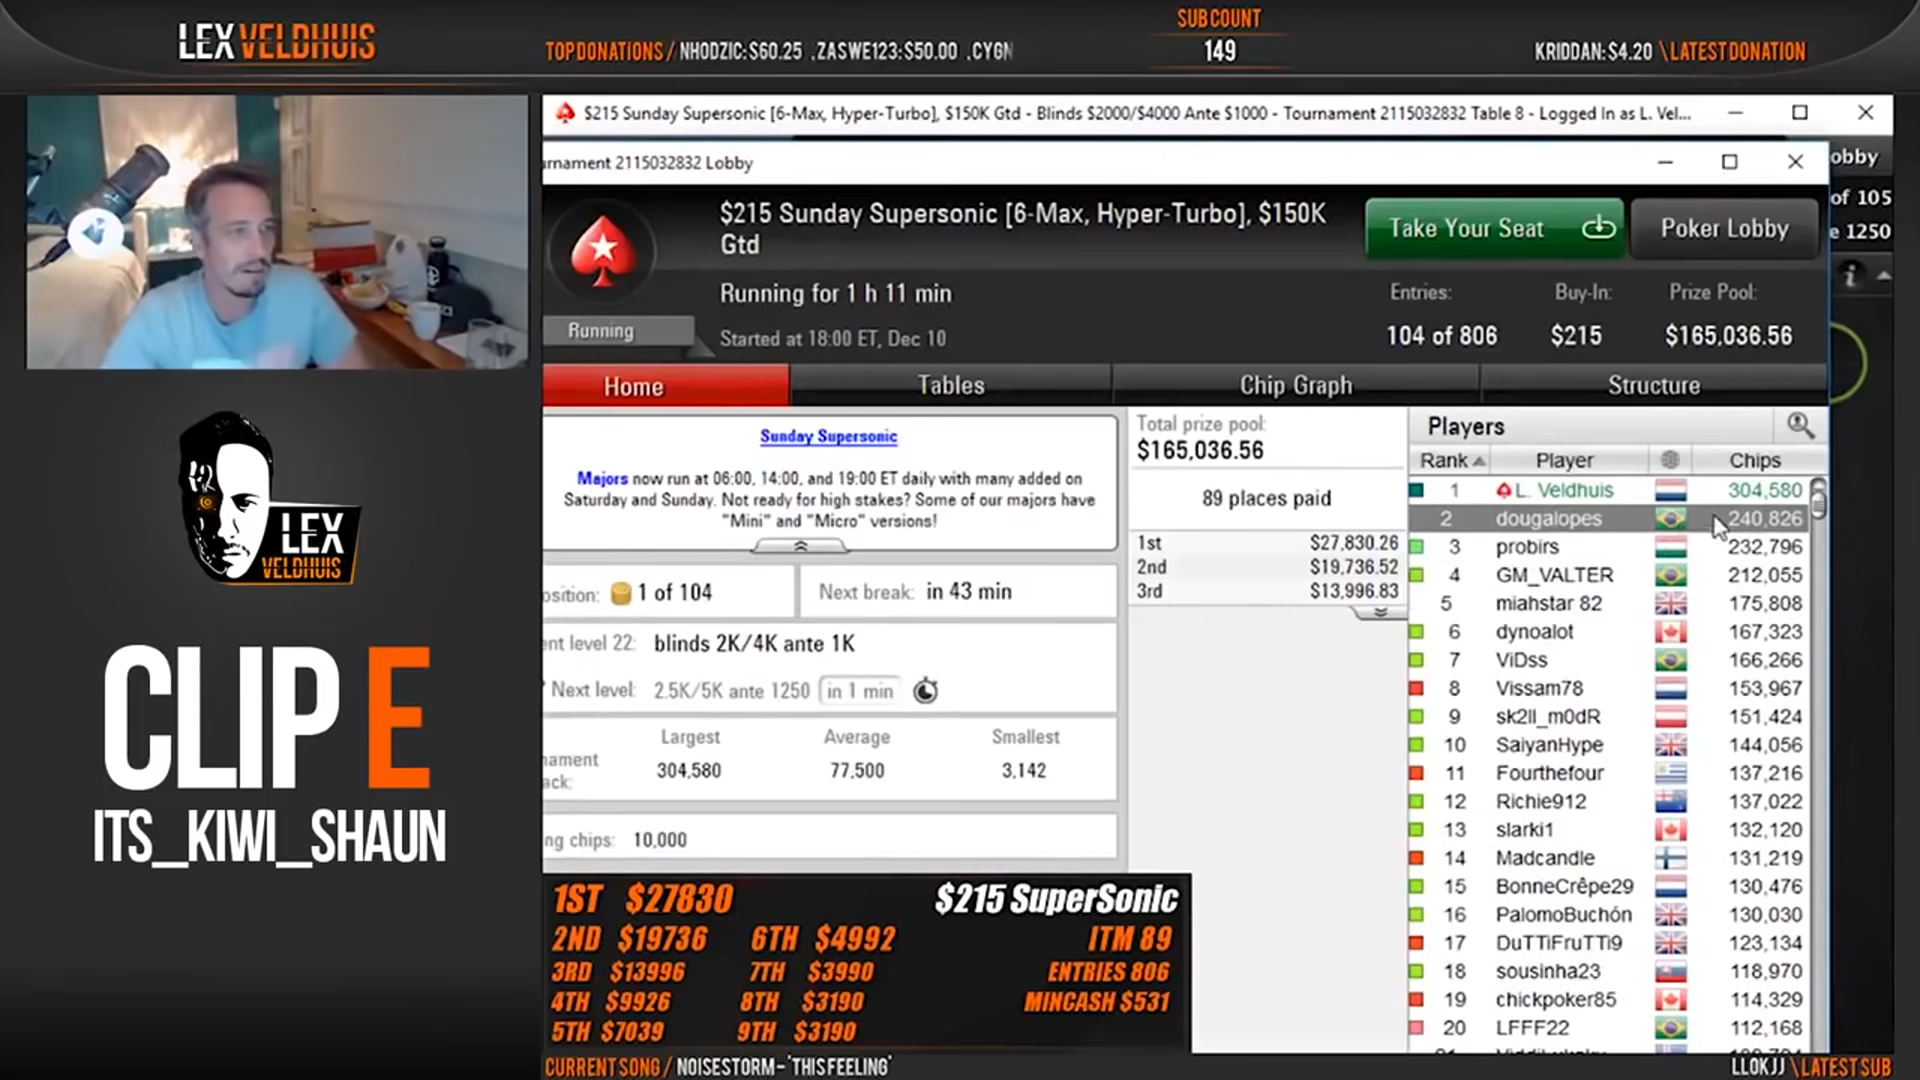 LEX VELDHUIS
TOP DONATIONS / NHODZIC: $60.25 , ZASWE123: $50.00 , CYGN
SUB COUNT
149
KRIDDAN: $4.20 \ LATEST DONATION
$215 Sunday Supersonic [6-Max, Hyper-Turbo], $150K Gtd - Blinds $2000/$4000 Ante $1000 - Tournament 2115032832 Table 8 - Logged In as L. Vel...
urnament 2115032832 Lobby
obby
of 105
e 1250
$215 Sunday Supersonic [6-Max, Hyper-Turbo], $150K
Gtd
Take Your Seat
Poker Lobby
Running for 1 h 11 min
Running
Started at 18:00 ET, Dec 10
Entries: Buy-In: Prize Pool:
104 of 806 $215 $165,036.56
Home Tables Chip Graph Structure
Sunday Supersonic
Majors now run at 06:00, 14:00, and 19:00 ET daily with many added on
Saturday and Sunday. Not ready for high stakes? Some of our majors have
"Mini" and "Micro" versions!
osition: 1 of 104
Next break: in 43 min
ent level 22: blinds 2K/4K ante 1K
Next level: 2.5K/5K ante 1250 in 1 min
Largest Average Smallest
nament
ack: 304,580 77,500 3,142
ng chips: 10,000
Total prize pool:
$165,036.56
89 places paid
1st $27,830.26
2nd $19,736.52
3rd $13,996.83
Players
Rank Player Chips
1 L. Veldhuis 304,580
2 dougalopes 240,826
3 probirs 232,796
4 GM_VALTER 212,055
5 miahstar 82 175,808
6 dynoalot 167,323
7 ViDss 166,266
8 Vissam78 153,967
9 sk2ll_m0dR 151,424
10 SaiyanHype 144,056
11 Fourthefour 137,216
12 Richie912 137,022
13 slarki1 132,120
14 Madcandle 131,219
15 BonneCrêpe29 130,476
16 PalomoBuchón 130,030
17 DuTTiFruTTi9 123,134
18 sousinha23 118,970
19 chickpoker85 114,329
20 LFFF22 112,168
LEX
VELDHUIS
CLIP E
ITS_KIWI_SHAUN
1ST $27830
2ND $19736
3RD $13996
4TH $9926
5TH $7039
6TH $4992
7TH $3990
8TH $3190
9TH $3190
$215 SuperSonic
ITM 89
ENTRIES 806
MINCASH $531
CURRENT SONG / NOISESTORM - 'THIS FEELING'
LLOKJJ \ LATEST SUB